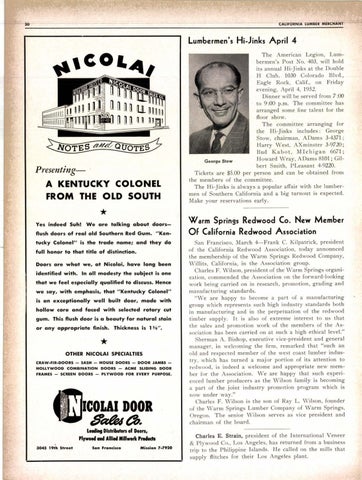 30
CALIFORNIA LUMBER MERCHANT
NICOLAI
NOTES and QUOTES
Presenting—
A KENTUCKY COLONEL
FROM THE OLD SOUTH
Yes indeed Suh! We are talking about doors—
flush doors of real old Southern Red Gum. "Ken-
tucky Colonel" is the trade name; and they do
full honor to that title of distinction.
Doors are what we, at Nicolai, have long been
identified with. In all modesty the subject is one
that we feel especially qualified to discuss. Hence
we say, with emphasis, that "Kentucky Colonel"
is an exceptionally well built door, made with
hollow core and faced with selected rotary cut
gum. This flush door is a beauty for natural stain
or any appropriate finish. Thickness is 1⅜".
OTHER NICOLAI SPECIALTIES
CRAW-FIR-DOORS — SASH — HOUSE DOORS — DOOR JAMBS —
HOLLYWOOD COMBINATION DOORS — ACME SLIDING DOOR
FRAMES — SCREEN DOORS — PLYWOOD FOR EVERY PURPOSE.
NICOLAI DOOR
Sales Co.
Leading Distributors of Doors,
Plywood and Allied Millwork Products
3045 19th Street San Francisco Mission 7-7920
Lumbermen's Hi-Jinks April 4
The American Legion, Lum-
bermen's Post No. 403, will hold
its annual Hi-Jinks at the Double
H Club, 1030 Colorado Blvd.,
Eagle Rock, Calif., on Friday
evening, April 4, 1952.
Dinner will be served from 7:00
to 9:00 p.m. The committee has
arranged some fine talent for the
floor show.
The committee arranging for
the Hi-Jinks includes: George
Stow, chairman, ADams 3-4371;
Harry West, AXminster 3-9720;
Bud Kubot, MIchigan 6671;
Howard Wray, ADams 8101; Gil-
bert Smith, PLeasant 4-9220.
George Stow
Tickets are $5.00 per person and can be obtained from
the members of the committee.
The Hi-Jinks is always a popular affair with the lumber-
men of Southern California and a big turnout is expected.
Make your reservations early.
Warm Springs Redwood Co. New Member
Of California Redwood Association
San Francisco, March 6—Frank C. Kilpatrick, president
of the California Redwood Association, today announced
the membership of the Warm Springs Redwood Company,
Willits, California, in the Association group.
Charles F. Wilson, president of the Warm Springs organi-
zation, commended the Association on the forward-looking
work being carried on in research, promotion, grading and
manufacturing standards.
"We are happy to become a part of a manufacturing
group which represents such high industry standards both
in manufacturing and in the perpetuation of the redwood
timber supply. It is also of extreme interest to us that
the sales and promotion work of the members of the As-
sociation has been carried on at such a high ethical level."
Sherman A. Bishop, executive vice-president and general
manager, in welcoming the firm, remarked that "such an
old and respected member of the west coast lumber indus-
try, which has turned a major portion of its attention to
redwood, is indeed a welcome and appropriate new mem-
ber for the Association. We are happy that such experi-
enced lumber producers as the Wilson family is becoming
a part of the joint industry promotion program which is
now under way."
Charles F. Wilson is the son of Ray L. Wilson, founder
of the Warm Springs Lumber Company of Warm Springs,
Oregon. The senior Wilson serves as vice president and
chairman of the board.
Charles E. Strain, president of the International Veneer
& Plywood Co., Los Angeles, has returned from a business
trip to the Philippine Islands. He called on the mills that
supply flitches for their Los Angeles plant.